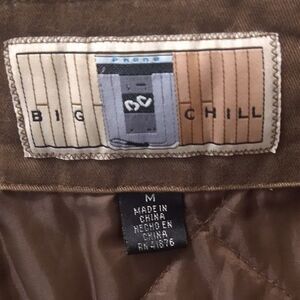 PHONE
BIG CHILL
M
MADE IN
CHINA
HECHO EN
CHINA
RN 41876